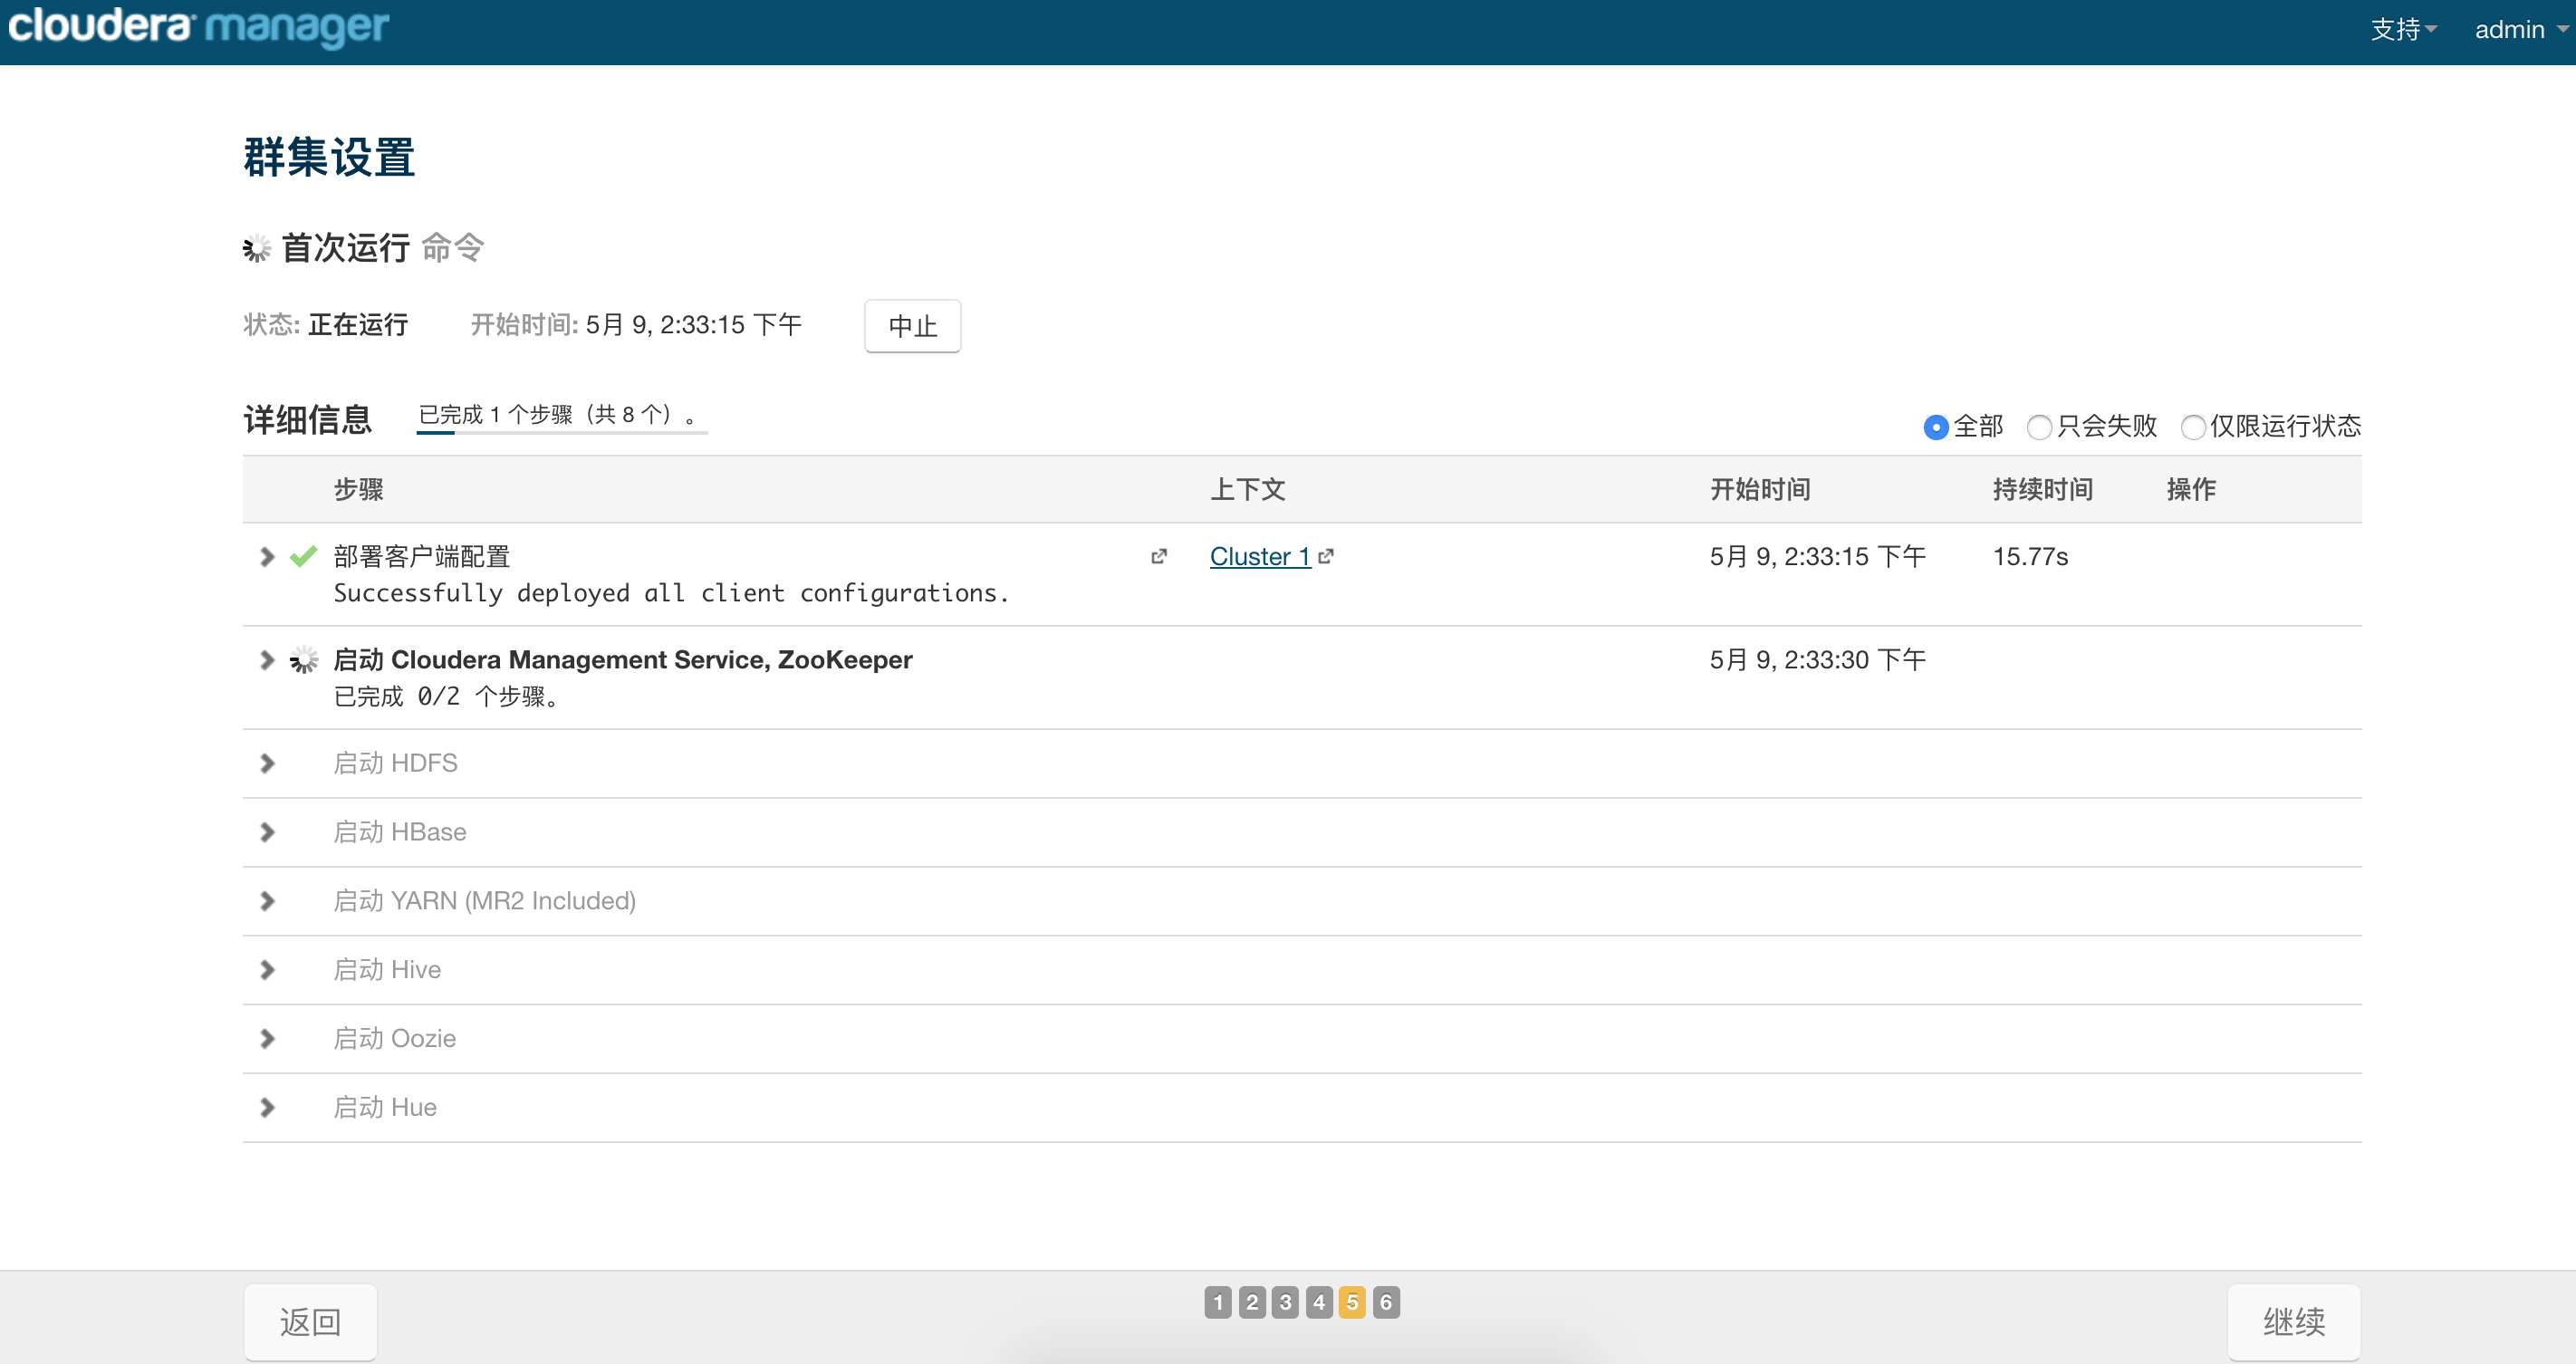 cloudera manager
支持 admin
群集设置
首次运行 命令
状态: 正在运行 开始时间: 5月 9, 2:33:15 下午 中止
详细信息 已完成 1 个步骤（共 8 个）。 全部 只会失败 仅限运行状态
步骤 上下文 开始时间 持续时间 操作
部署客户端配置 Cluster 1 5月 9, 2:33:15 下午 15.77s
Successfully deployed all client configurations.
启动 Cloudera Management Service, ZooKeeper 5月 9, 2:33:30 下午
已完成 0/2 个步骤。
启动 HDFS
启动 HBase
启动 YARN (MR2 Included)
启动 Hive
启动 Oozie
启动 Hue
返回 1 2 3 4 5 6 继续